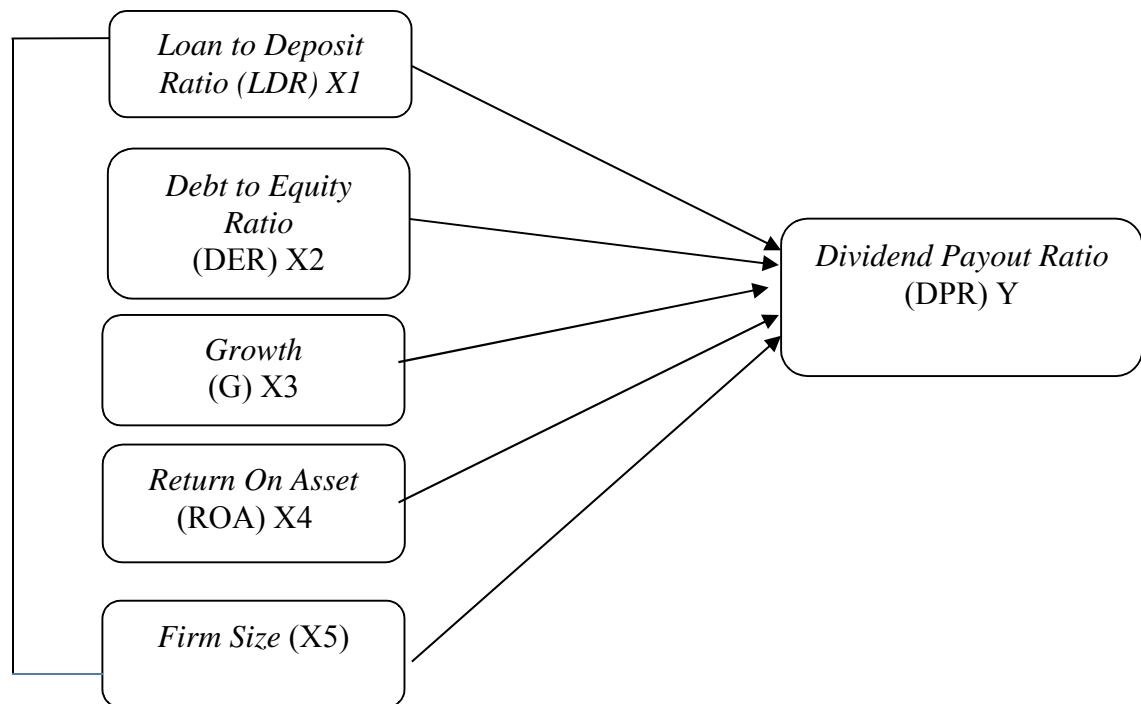 Loan to Deposit
Ratio (LDR) X1
Debt to Equity
Ratio
(DER) X2
Growth
(G) X3
Return On Asset
(ROA) X4
Firm Size (X5)
Dividend Payout Ratio
(DPR) Y